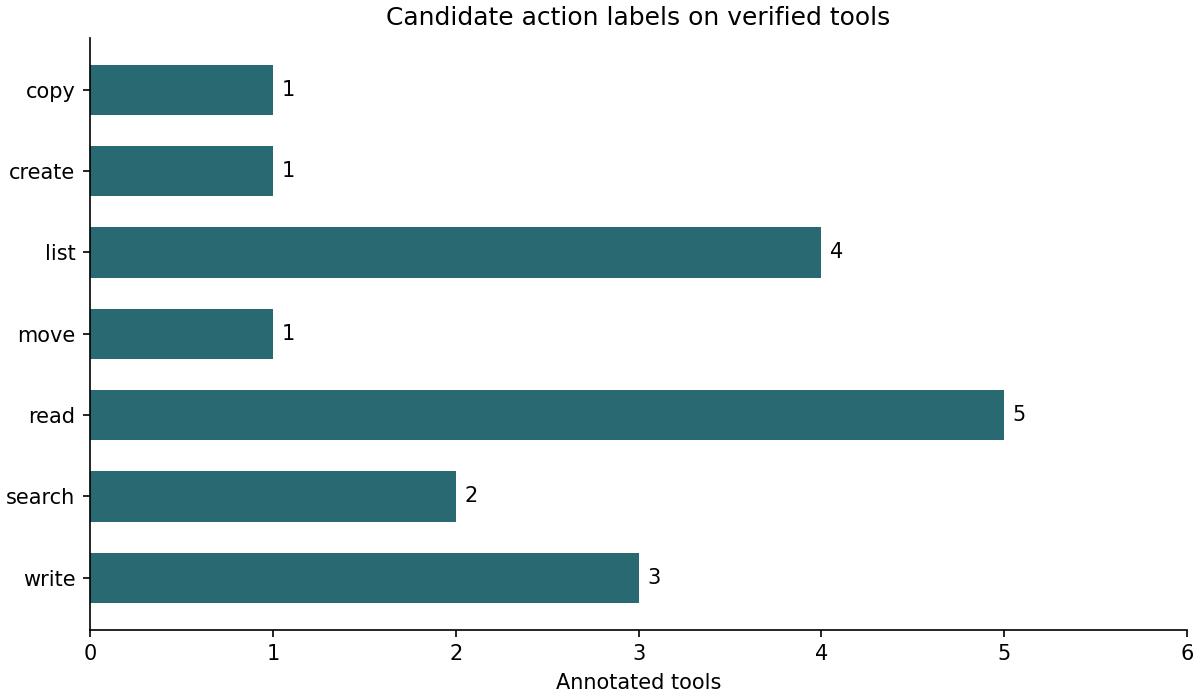 Candidate action labels on verified tools
copy 1
create 1
list 4
move 1
read 5
search 2
write 3
0 1 2 3 4 5 6
Annotated tools